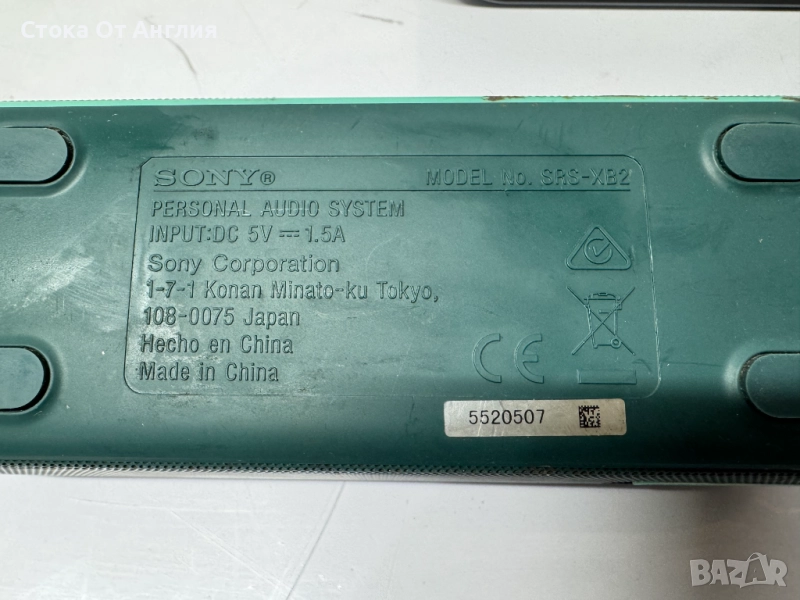 Стока От Англия
SONY® MODEL No. SRS-XB2
PERSONAL AUDIO SYSTEM
INPUT:DC 5V ⎓ 1.5A
Sony Corporation
1-7-1 Konan Minato-ku Tokyo,
108-0075 Japan
Hecho en China
Made in China
CE
5520507
BAZAR